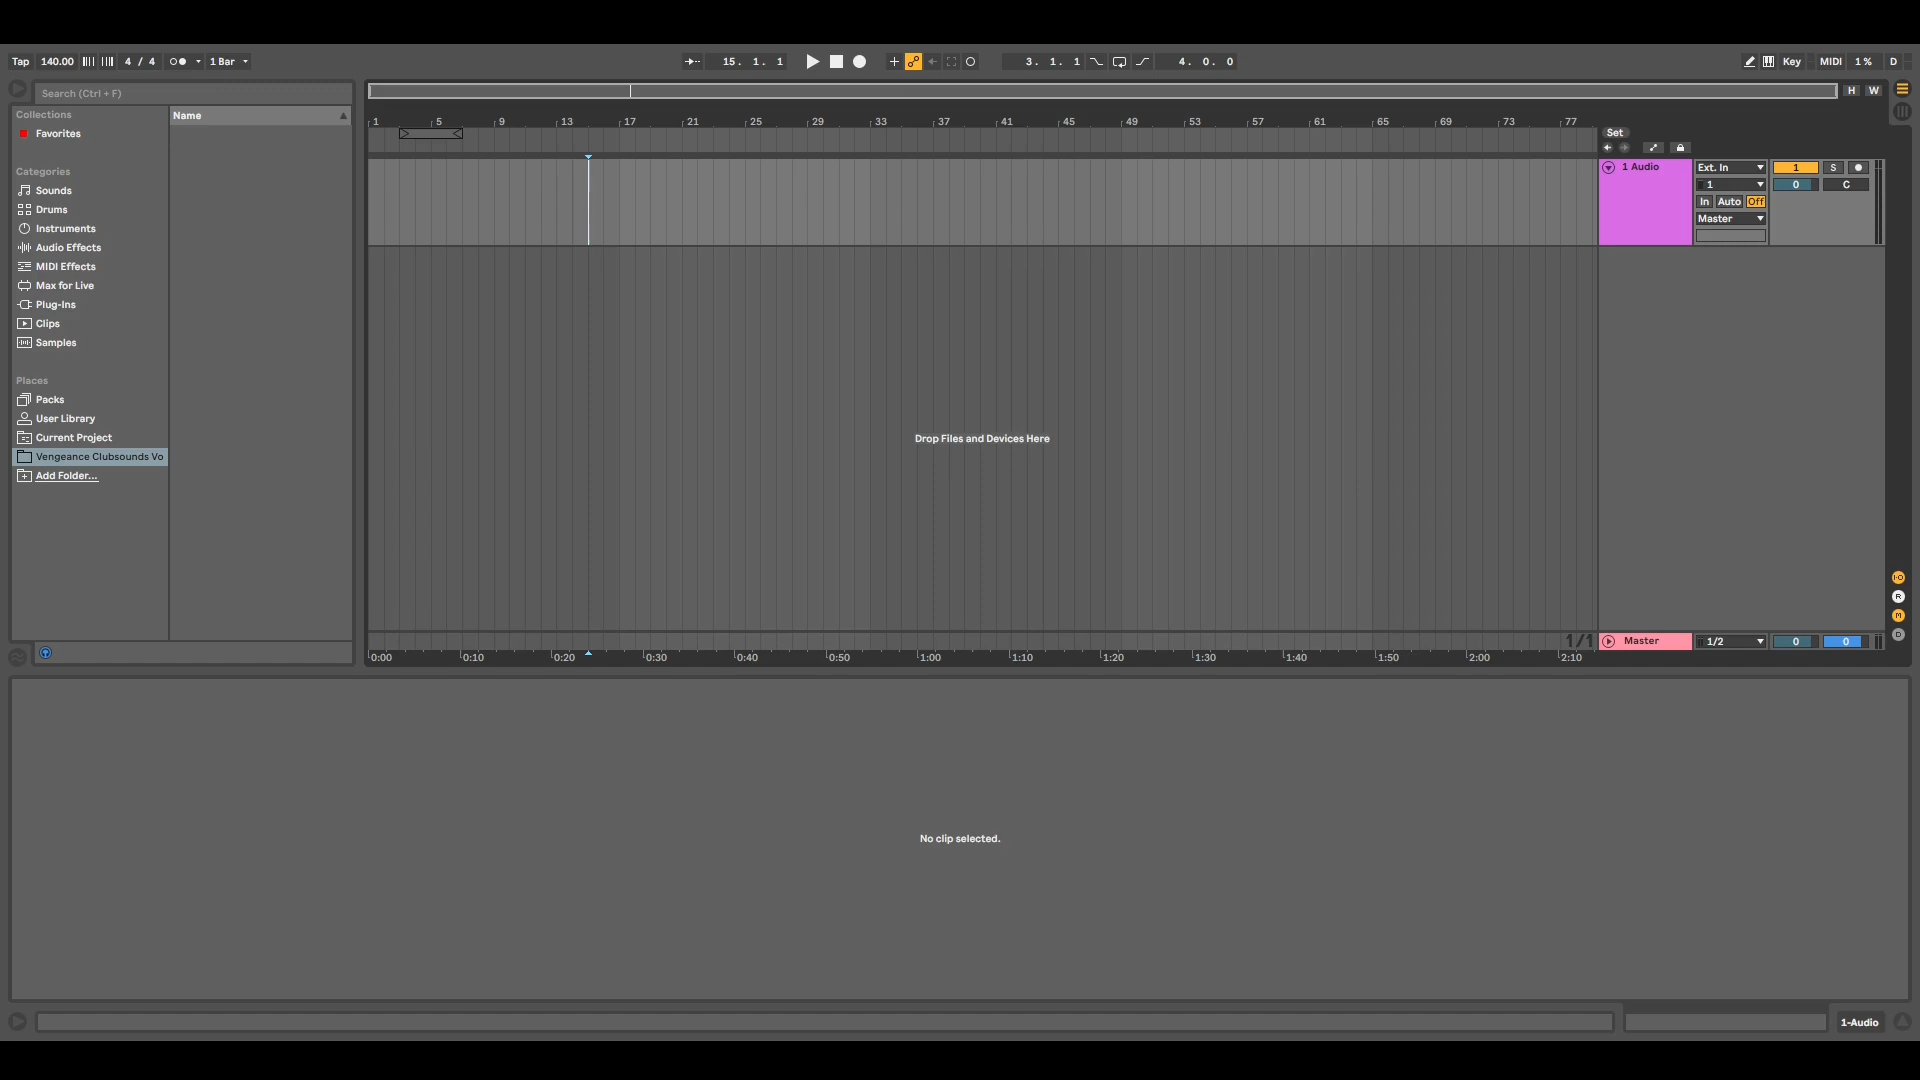 Tap 140.00 4 / 4 1 Bar 15. 1. 1 3. 1. 1 4. 0. 0 Key MIDI 1 % D
Search (Ctrl + F)
H W
Collections
Favorites
Name
1 5 9 13 17 21 25 29 33 37 41 45 49 53 57 61 65 69 73 77
Set
Categories
Sounds
Drums
Instruments
Audio Effects
MIDI Effects
Max for Live
Plug-Ins
Clips
Samples
Places
Packs
User Library
Current Project
Vengeance Clubsounds Vo
Add Folder...
1 Audio Ext. In 1 S
1 0 C
In Auto Off
Master
Drop Files and Devices Here
I·O
R
M
D
1/1 Master 1/2 0 0
0:00 0:10 0:20 0:30 0:40 0:50 1:00 1:10 1:20 1:30 1:40 1:50 2:00 2:10
No clip selected.
1-Audio